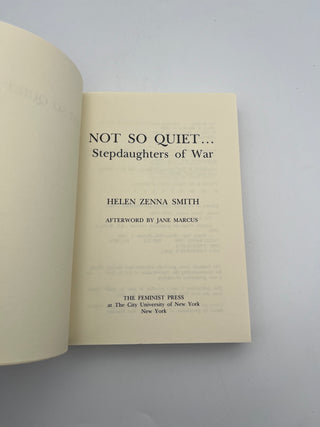 NOT SO QUIET...
Stepdaughters of War
HELEN ZENNA SMITH
AFTERWORD BY JANE MARCUS
THE FEMINIST PRESS
at The City University of New York
New York